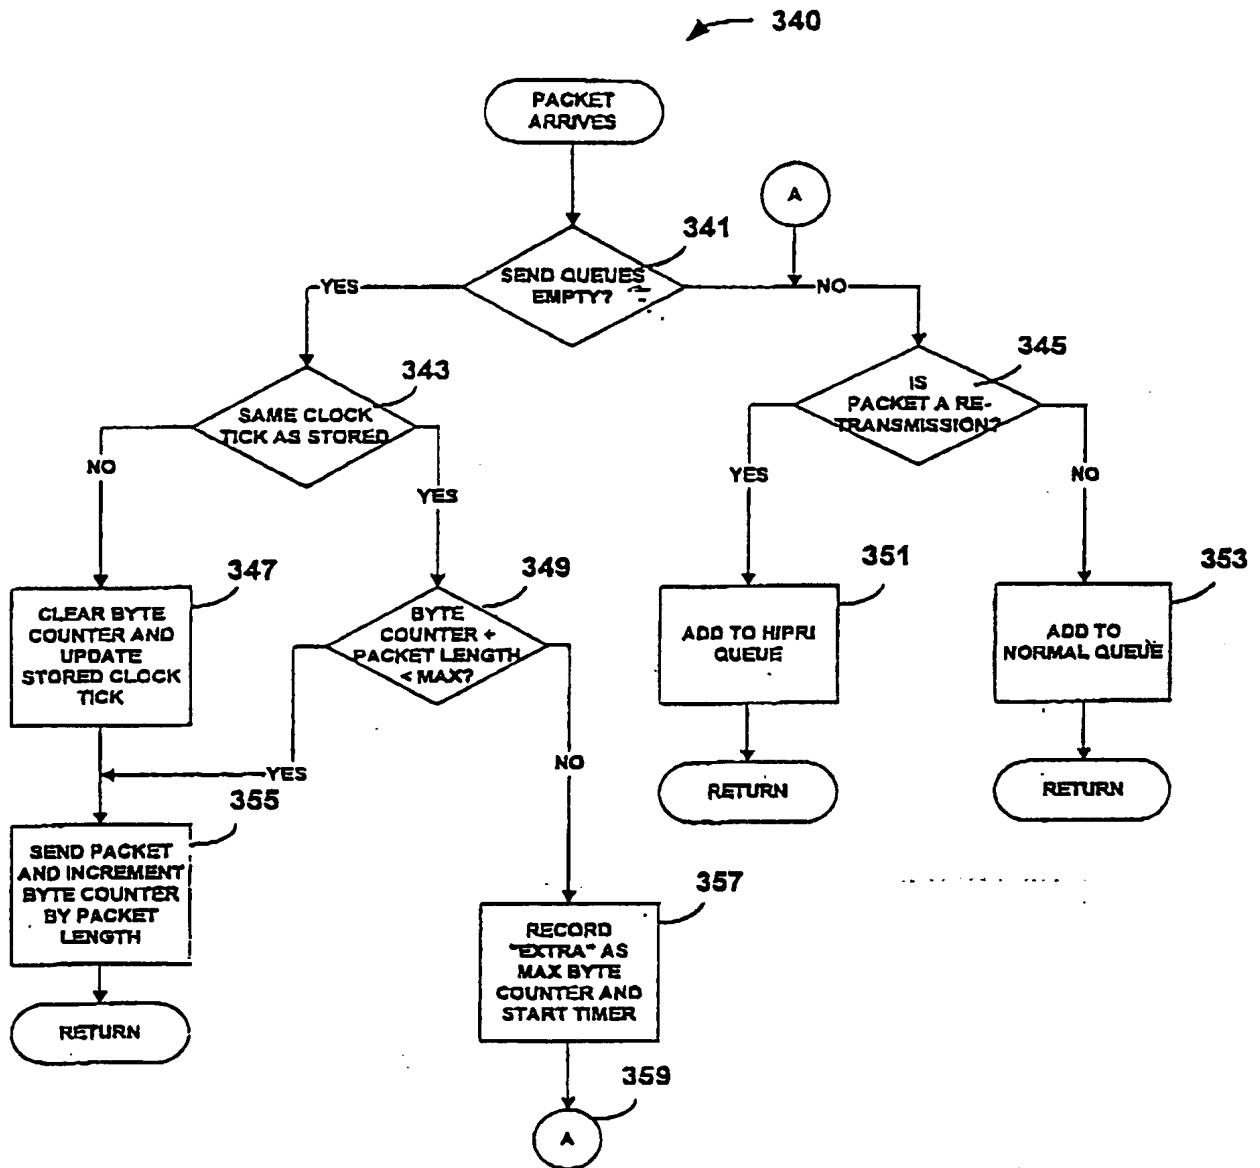 340
PACKET
ARRIVES
A
341
SEND QUEUES
EMPTY?
YES
NO
343
SAME CLOCK
TICK AS STORED
345
IS
PACKET A RE-
TRANSMISSION?
NO
YES
YES
NO
347
CLEAR BYTE
COUNTER AND
UPDATE
STORED CLOCK
TICK
349
BYTE
COUNTER +
PACKET LENGTH
< MAX?
351
ADD TO HIPRI
QUEUE
353
ADD TO
NORMAL QUEUE
YES
NO
RETURN
RETURN
355
SEND PACKET
AND INCREMENT
BYTE COUNTER
BY PACKET
LENGTH
357
RECORD
"EXTRA" AS
MAX BYTE
COUNTER AND
START TIMER
RETURN
359
A